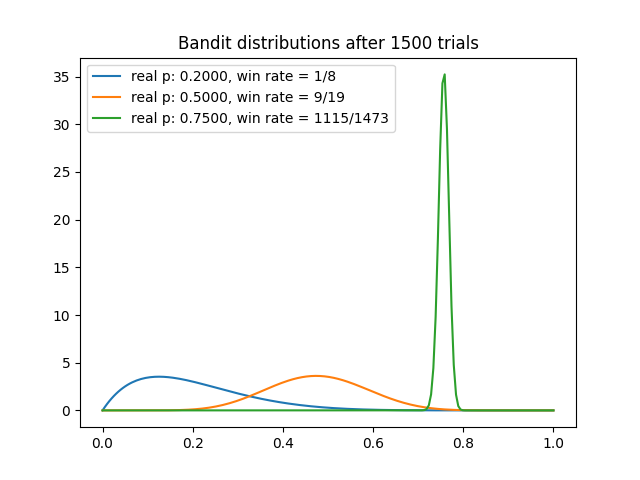 Bandit distributions after 1500 trials
real p: 0.2000, win rate = 1/8
real p: 0.5000, win rate = 9/19
real p: 0.7500, win rate = 1115/1473
35
30
25
20
15
10
5
0
0.0 0.2 0.4 0.6 0.8 1.0